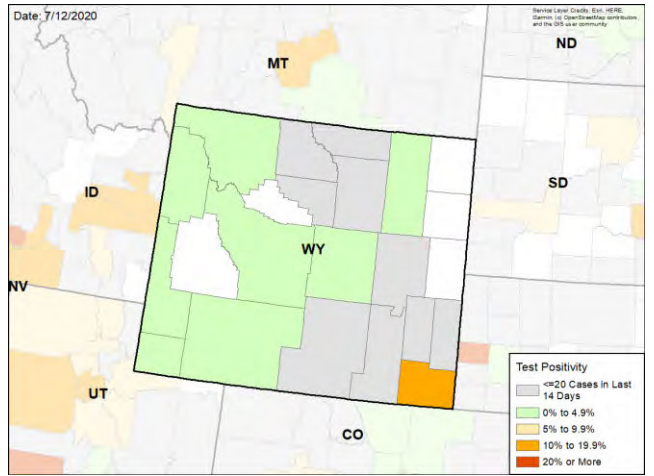 Date: 7/12/2020
Service Layer Credits: Esri, HERE,
Garmin, (c) OpenStreetMap contributors,
and the GIS user community
ND
MT
ID
SD
WY
NV
UT
CO
Test Positivity
<=20 Cases in Last
14 Days
0% to 4.9%
5% to 9.9%
10% to 19.9%
20% or More